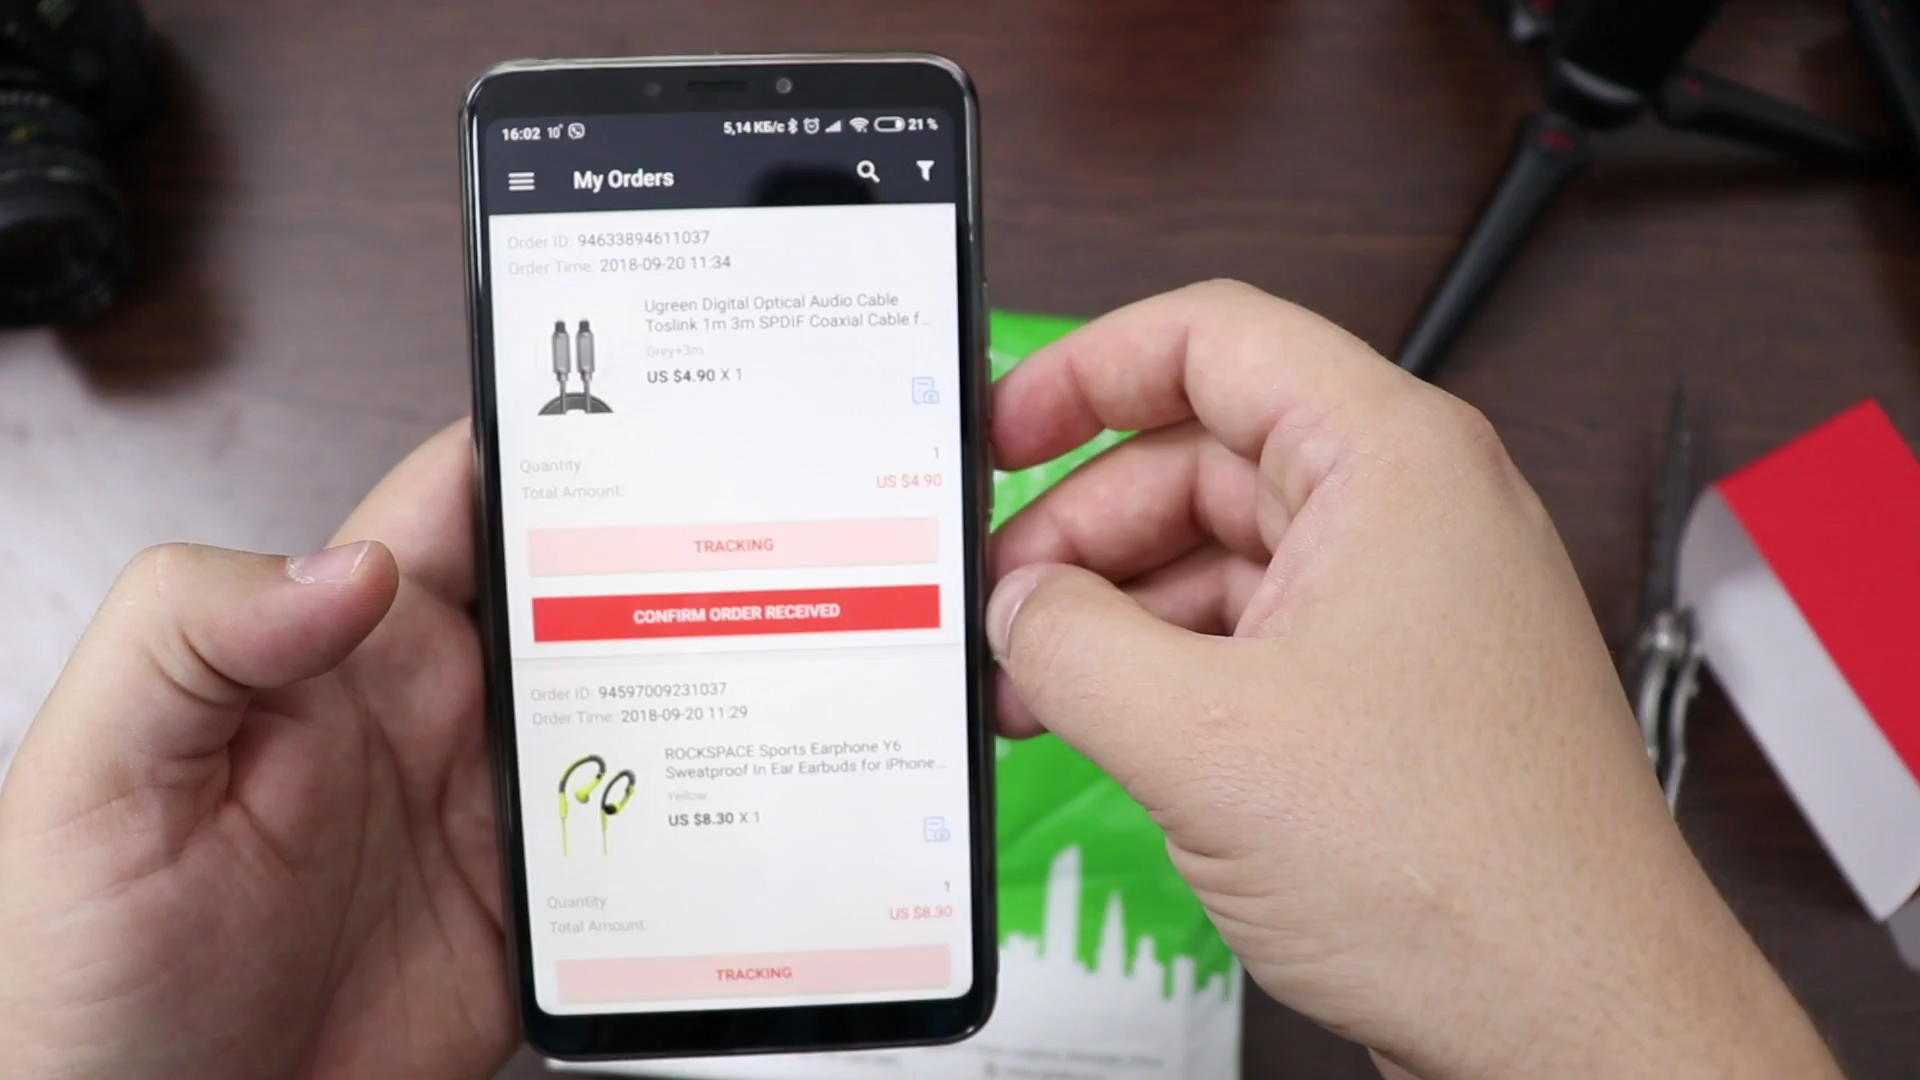 16:02 10° 5,14 КБ/с 21 %
My Orders
Order ID: 94633894611037
Order Time: 2018-09-20 11:34
Ugreen Digital Optical Audio Cable
Toslink 1m 3m SPDIF Coaxial Cable f...
Grey+3m
US $4.90 X 1
Quantity 1
Total Amount: US $4.90
TRACKING
CONFIRM ORDER RECEIVED
Order ID: 94597009231037
Order Time: 2018-09-20 11:29
ROCKSPACE Sports Earphone Y6
Sweatproof In Ear Earbuds for iPhone...
Yellow
US $8.30 X 1
Quantity 1
Total Amount: US $8.30
TRACKING